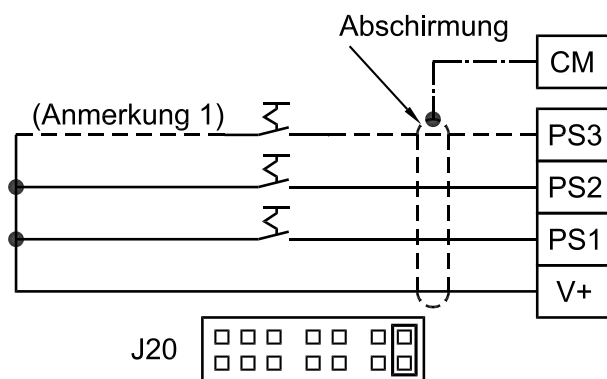 Abschirmung
CM
(Anmerkung 1)
PS3
PS2
PS1
V+
J20